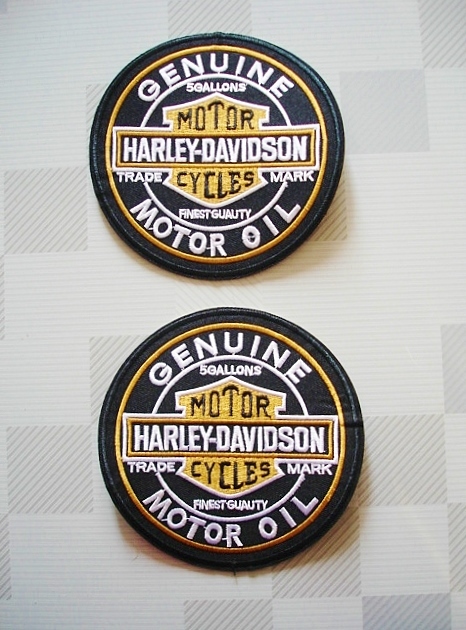 GENUINE
5GALLONS
MOTOR
HARLEY-DAVIDSON
TRADE CYCLES MARK
FINEST GUAUTY
MOTOR OIL
GENUINE
5GALLONS
MOTOR
HARLEY-DAVIDSON
TRADE CYCLES MARK
FINEST GUAUTY
MOTOR OIL